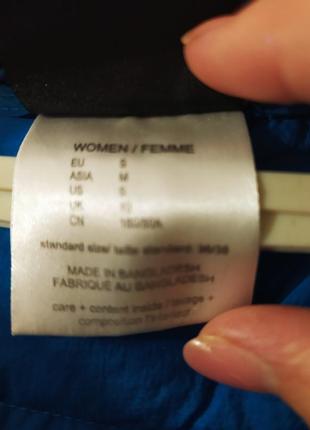 WOMEN / FEMME
EU S
ASIA M
US S
UK
CN
standard size/ taille standard: 36/38
MADE IN BANGLADESH
FABRIQUE AU BANGLADESH
care + content inside / lavage +
composition l'intérieur